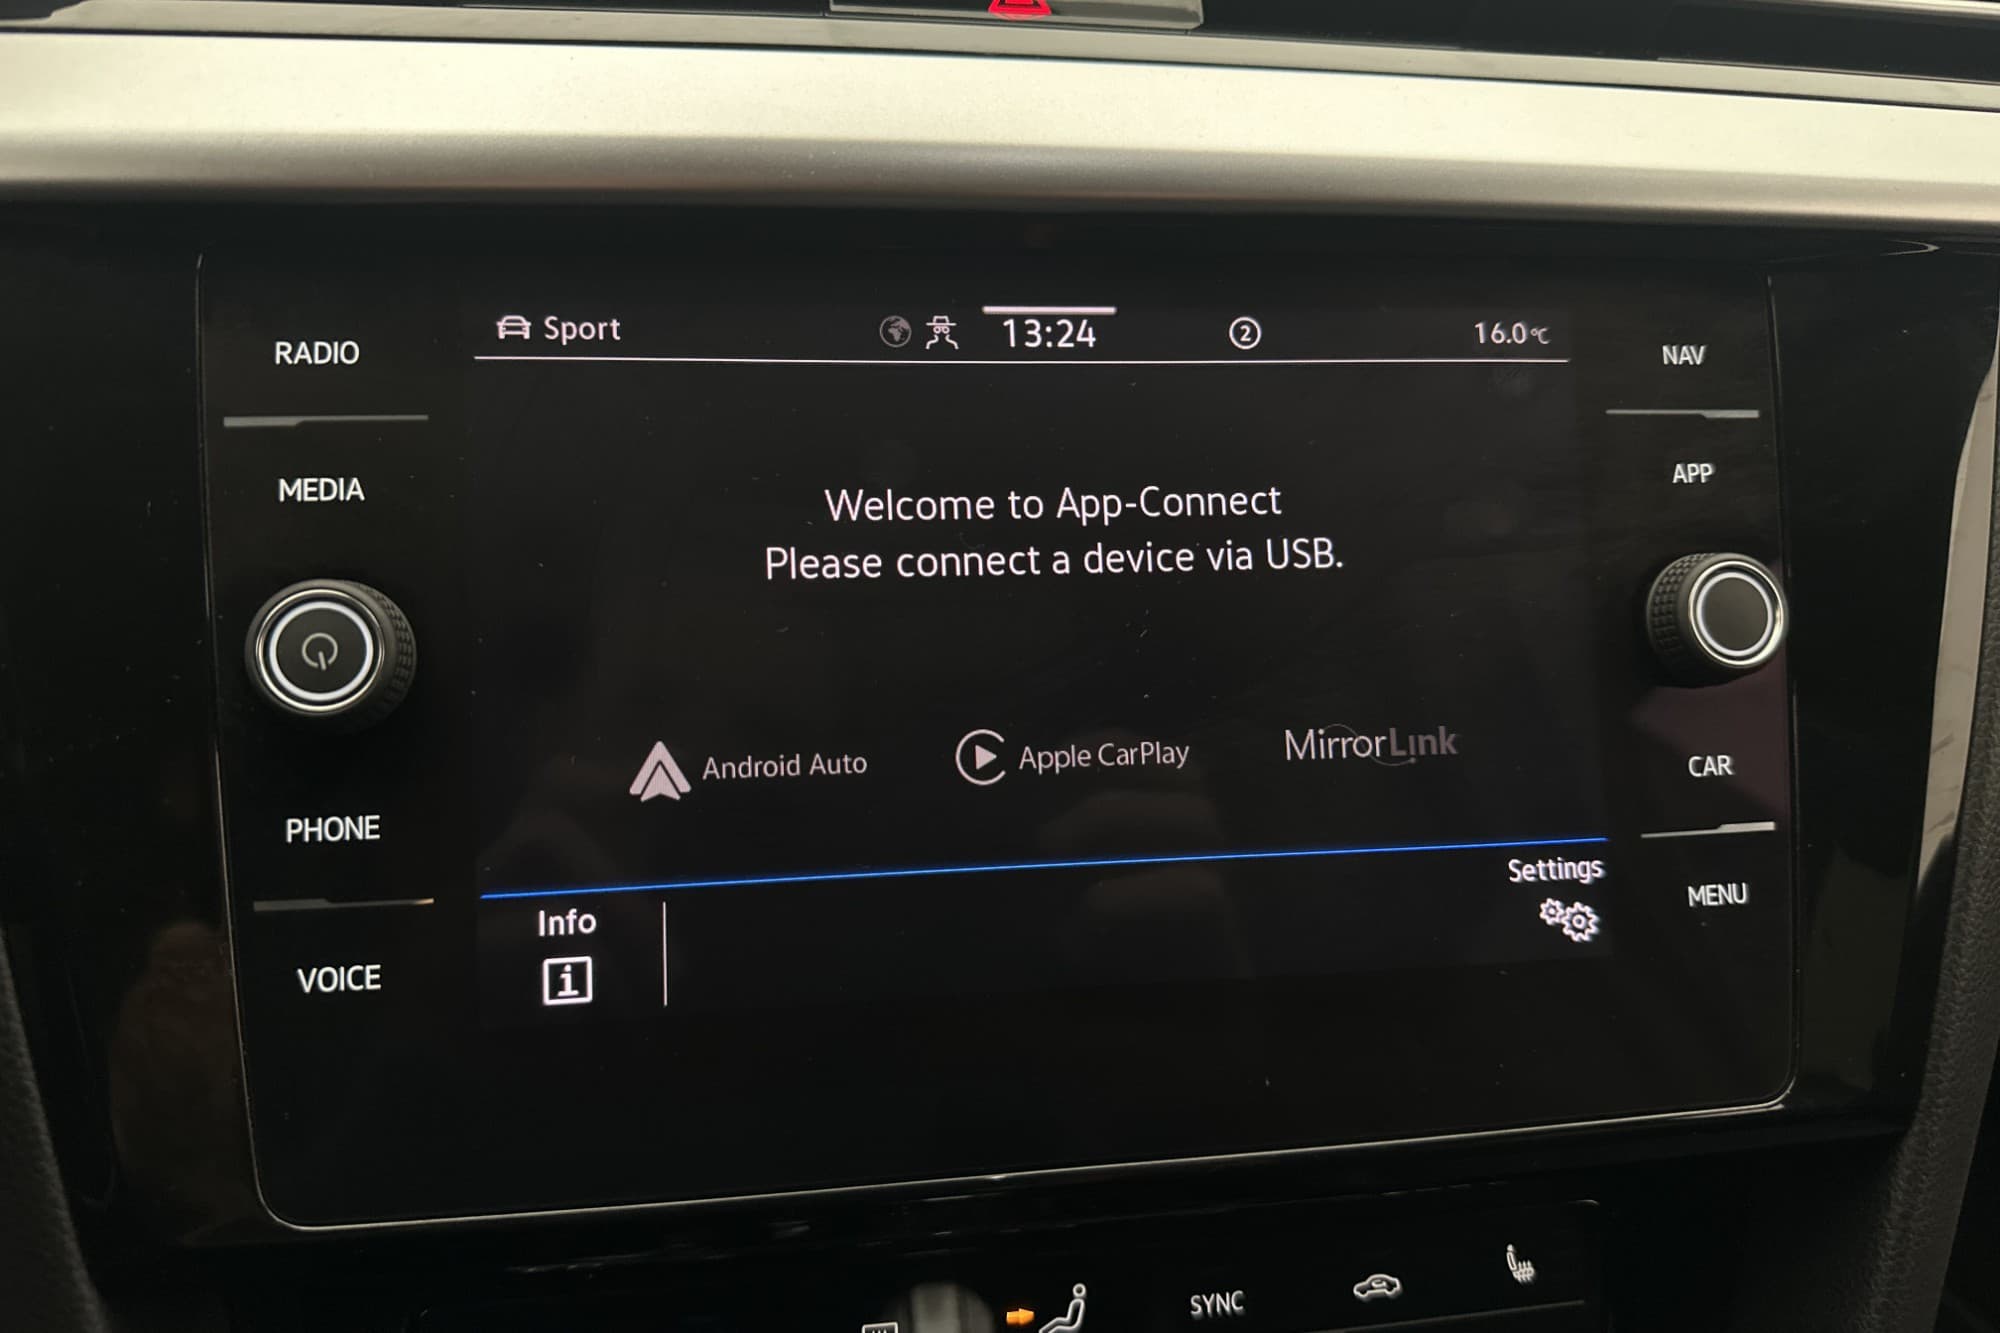 RADIO
MEDIA
PHONE
VOICE
Sport
13:24
2
16.0°C
Welcome to App-Connect
Please connect a device via USB.
Android Auto
Apple CarPlay
MirrorLink
Info
i
Settings
NAV
APP
CAR
MENU
SYNC